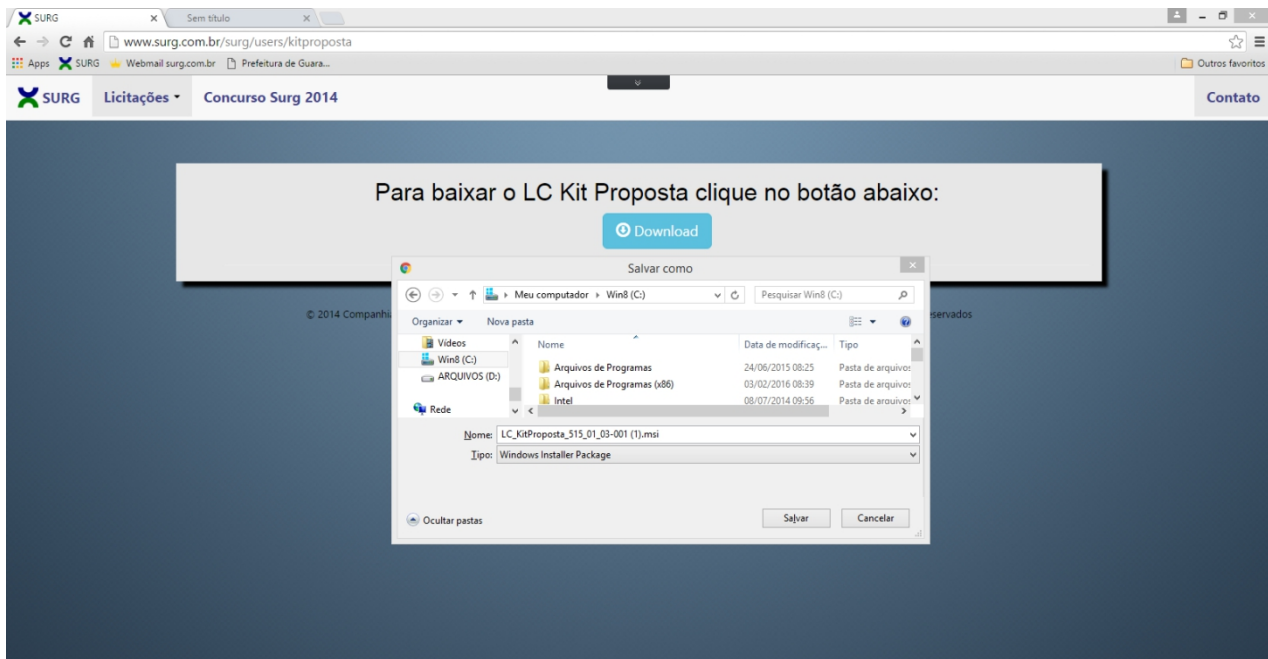 SURG
Sem título
www.surg.com.br/surg/users/kitproposta
Apps SURG Webmail surg.com.br Prefeitura de Guara... Outros favoritos
SURG Licitações Concurso Surg 2014 Contato
Para baixar o LC Kit Proposta clique no botão abaixo:
Download
Salvar como
Meu computador Win8 (C:) Pesquisar Win8 (C:)
© 2014 Companhi
servados
Organizar Nova pasta
Vídeos
Win8 (C:)
ARQUIVOS (D:)
Rede
Nome Data de modificaç... Tipo
Arquivos de Programas 24/06/2015 08:25 Pasta de arquivos
Arquivos de Programas (x86) 03/02/2016 08:39 Pasta de arquivos
Intel 08/07/2014 09:56 Pasta de arquivos
Nome: LC_KitProposta_515_01_03-001 (1).msi
Tipo: Windows Installer Package
Ocultar pastas Salvar Cancelar